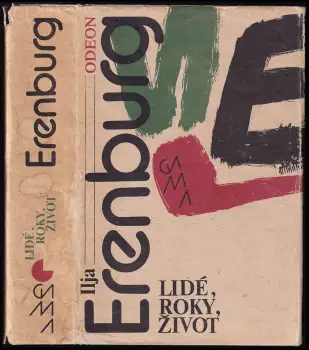 Erenburg
LIDÉ,
ROKY,
ŽIVOT
Ilja
Erenburg
ODEON
LIDÉ,
ROKY,
ŽIVOT